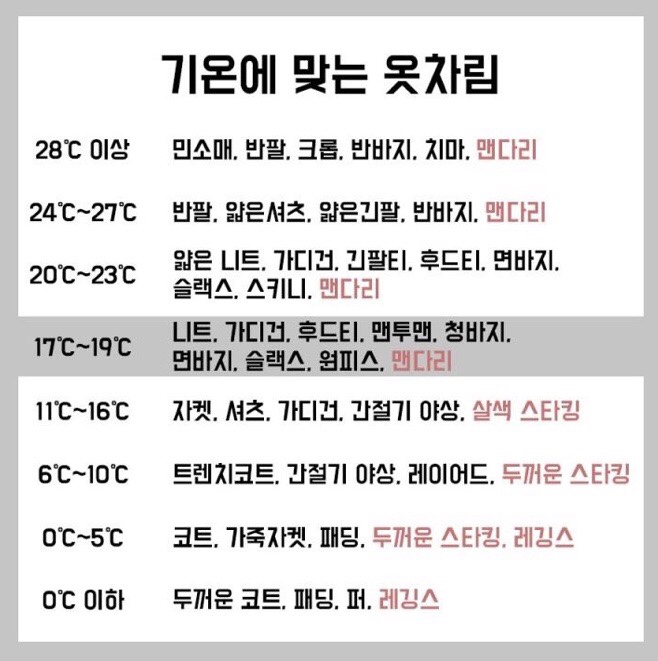 기온에 맞는 옷차림
28℃ 이상 민소매, 반팔, 크롭, 반바지, 치마, 맨다리
24℃~27℃ 반팔, 얇은셔츠, 얇은긴팔, 반바지, 맨다리
20℃~23℃ 얇은 니트, 가디건, 긴팔티, 후드티, 면바지,
슬랙스, 스키니, 맨다리
17℃~19℃ 니트, 가디건, 후드티, 맨투맨, 청바지,
면바지, 슬랙스, 원피스, 맨다리
11℃~16℃ 자켓, 셔츠, 가디건, 간절기 야상, 살색 스타킹
6℃~10℃ 트렌치코트, 간절기 야상, 레이어드, 두꺼운 스타킹
0℃~5℃ 코트, 가죽자켓, 패딩, 두꺼운 스타킹, 레깅스
0℃ 이하 두꺼운 코트, 패딩, 퍼, 레깅스